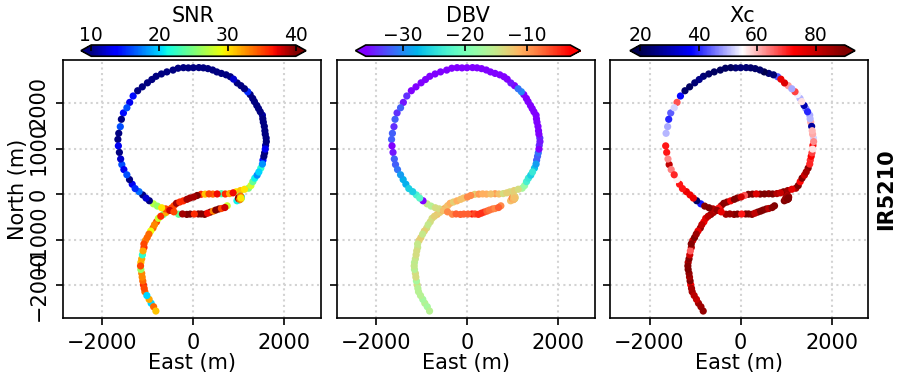 SNR DBV Xc
10 20 30 40 −30 −20 −10 20 40 60 80
North (m)
2000
1000
0
−1000
−2000
IR5210
−2000 0 2000 −2000 0 2000 −2000 0 2000
East (m) East (m) East (m)